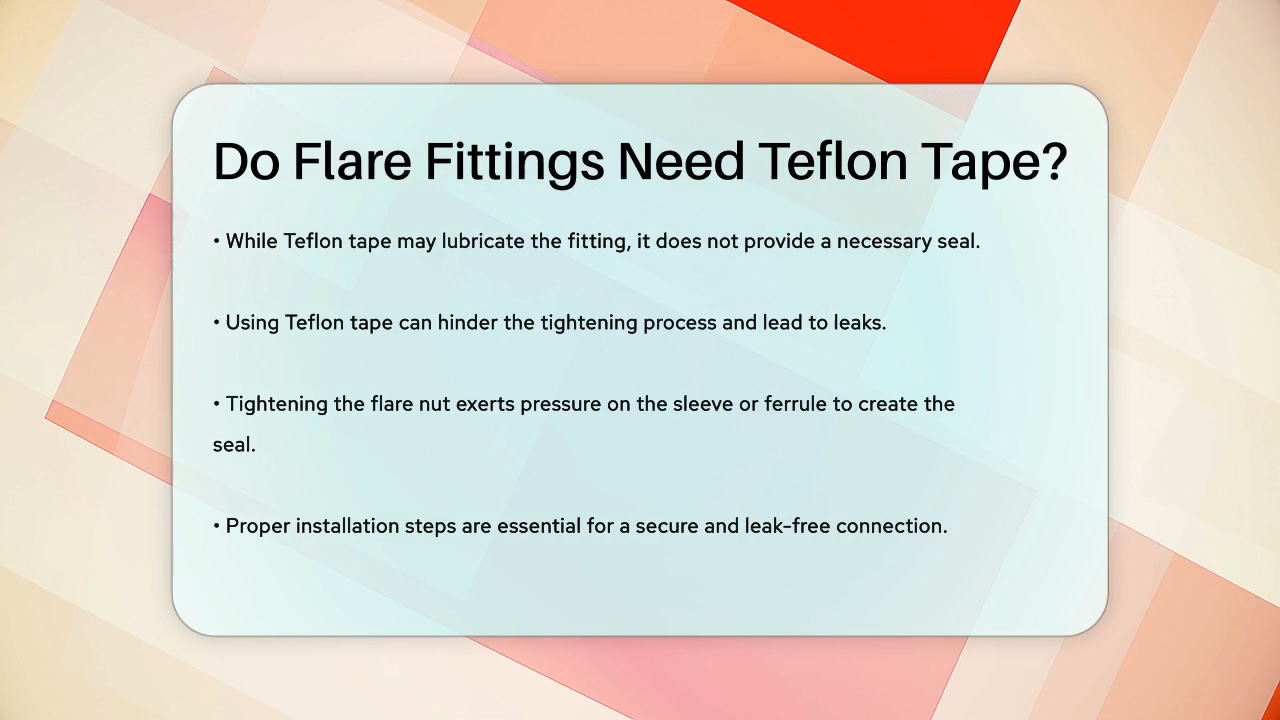 Do Flare Fittings Need Teflon Tape?
• While Teflon tape may lubricate the fitting, it does not provide a necessary seal.
• Using Teflon tape can hinder the tightening process and lead to leaks.
• Tightening the flare nut exerts pressure on the sleeve or ferrule to create the
seal.
• Proper installation steps are essential for a secure and leak-free connection.